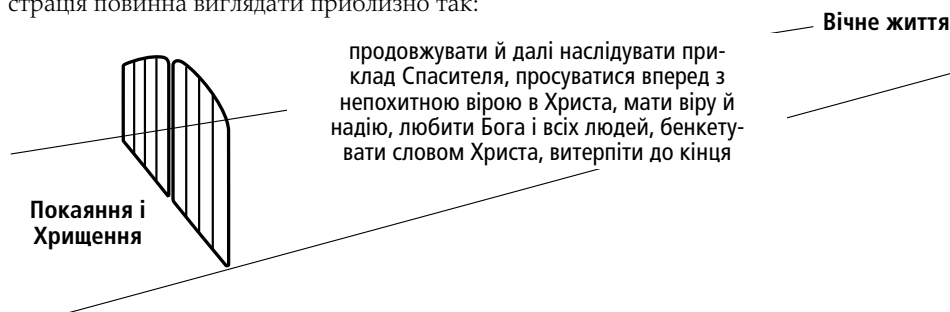 страція повинна виглядати приблизно так:
Вічне життя
продовжувати й далі наслідувати при-
клад Спасителя, просуватися вперед з
непохитною вірою в Христа, мати віру й
надію, любити Бога і всіх людей, бенкету-
вати словом Христа, витерпіти до кінця
Покаяння і
Хрищення